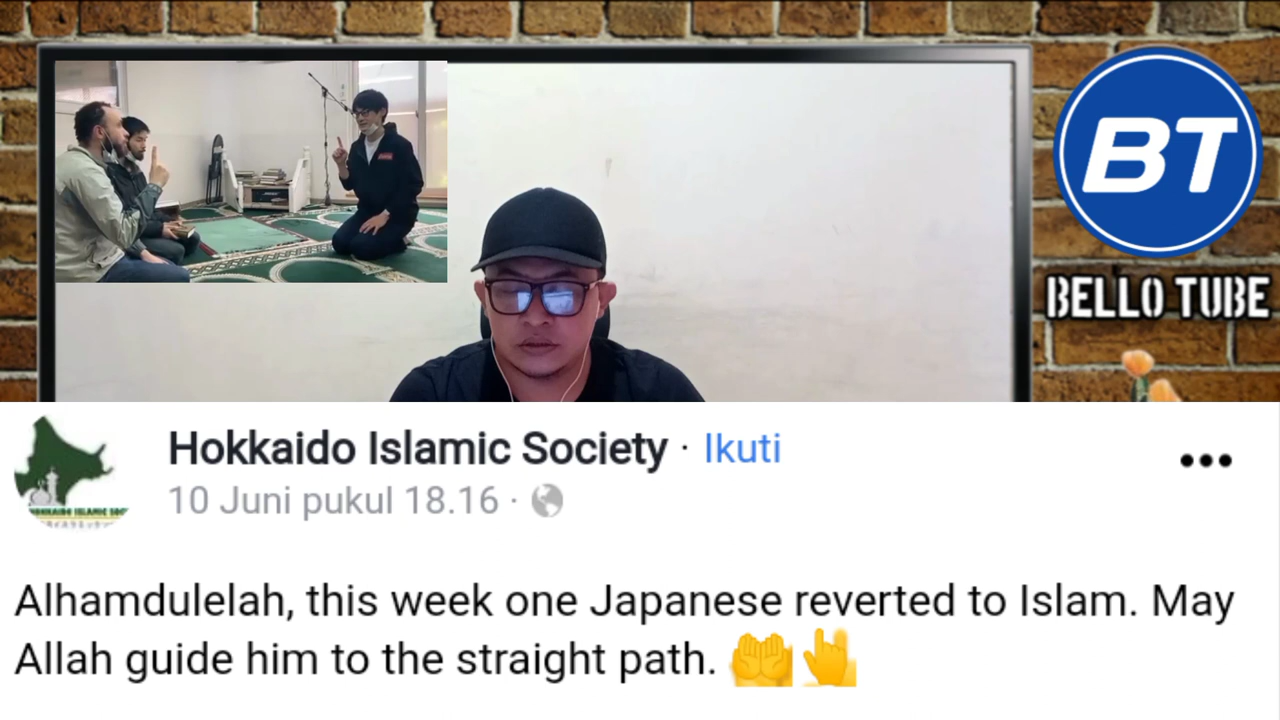 BT
BELLO TUBE
Hokkaido Islamic Society · Ikuti
10 Juni pukul 18.16 ·
Alhamdulelah, this week one Japanese reverted to Islam. May
Allah guide him to the straight path. 🤲👆